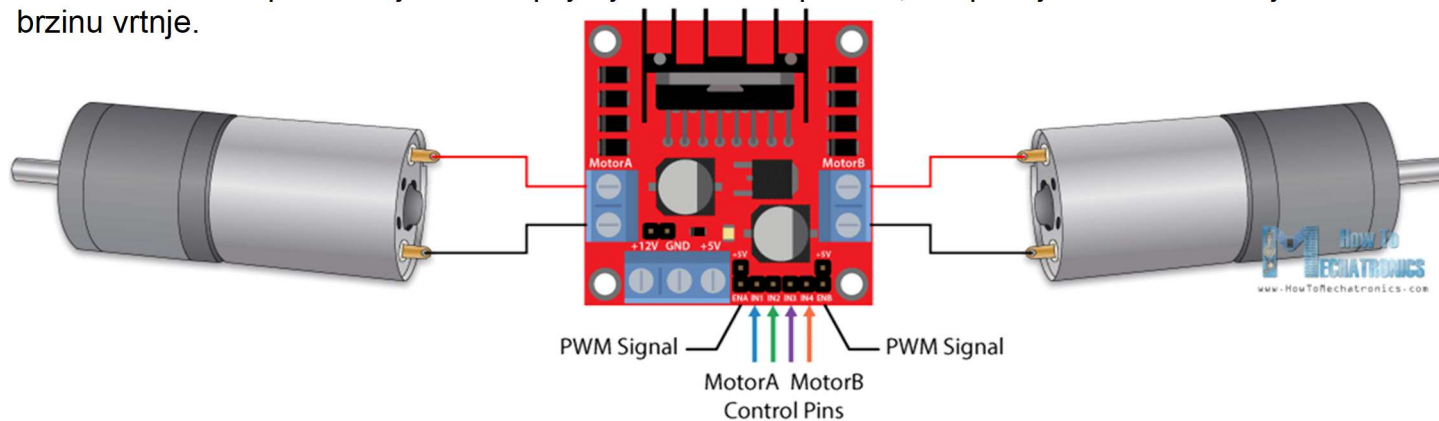 brzinu vrtnje.
MotorA
MotorB
+12V GND +5V
+5V
+5V
ENA IN1 IN2 IN3 IN4 ENB
PWM Signal
PWM Signal
MotorA MotorB
Control Pins
How To
MECHATRONICS
www.HowToMechatronics.com